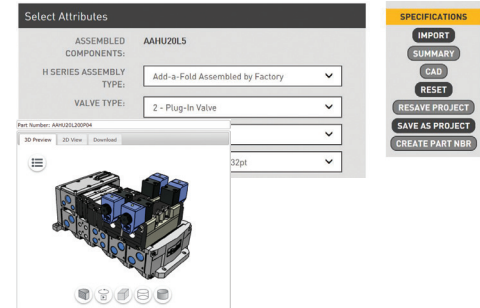 Select Attributes
ASSEMBLED
COMPONENTS:
AAHU20L5
H SERIES ASSEMBLY
TYPE:
Add-a-Fold Assembled by Factory
VALVE TYPE:
2 - Plug-In Valve
32pt
Part Number: AAHU20L200P04
3D Preview
2D View
Download
SPECIFICATIONS
IMPORT
SUMMARY
CAD
RESET
RESAVE PROJECT
SAVE AS PROJECT
CREATE PART NBR